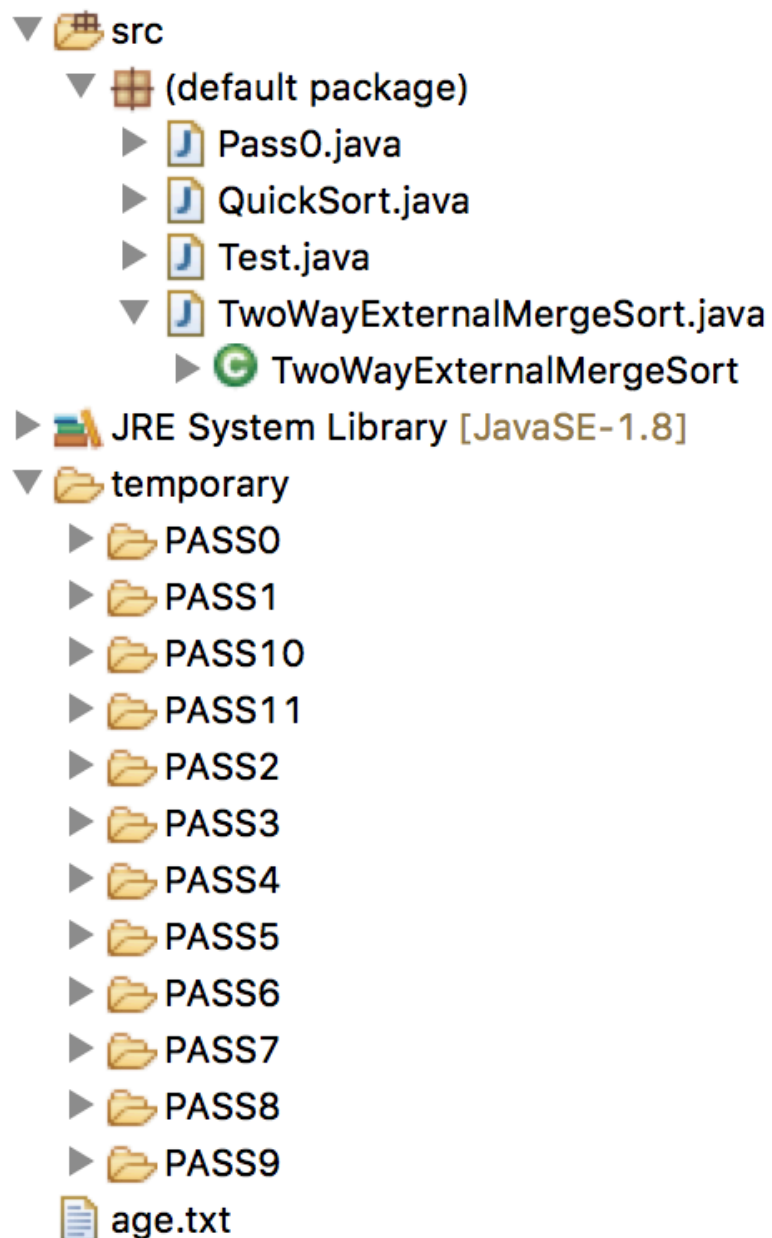 src
(default package)
Pass0.java
QuickSort.java
Test.java
TwoWayExternalMergeSort.java
TwoWayExternalMergeSort
JRE System Library [JavaSE-1.8]
temporary
PASS0
PASS1
PASS10
PASS11
PASS2
PASS3
PASS4
PASS5
PASS6
PASS7
PASS8
PASS9
age.txt